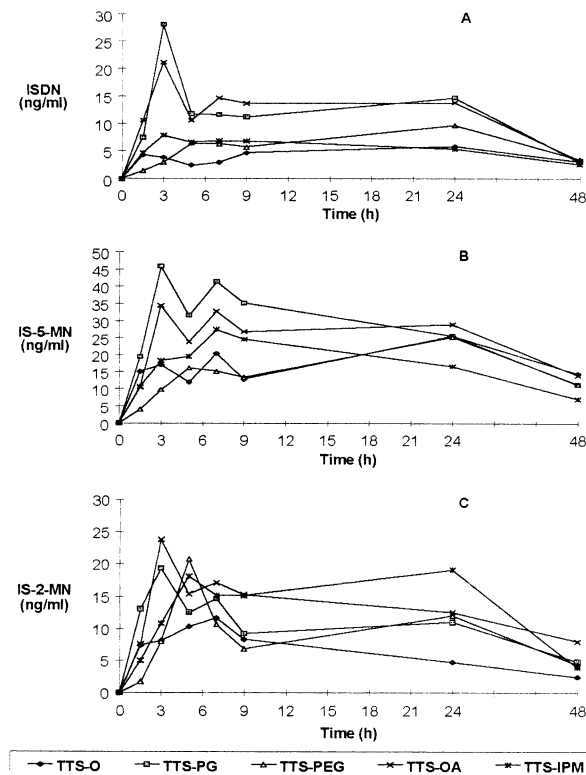 A
ISDN
(ng/ml)
30
25
20
15
10
5
0
0 3 6 9 12 15 18 21 24 48
Time (h)
B
IS-5-MN
(ng/ml)
50
45
40
35
30
25
20
15
10
5
0
0 3 6 9 12 15 18 21 24 48
Time (h)
C
IS-2-MN
(ng/ml)
30
25
20
15
10
5
0
0 3 6 9 12 15 18 21 24 48
Time (h)
TTS-O TTS-PG TTS-PEG TTS-OA TTS-IPM